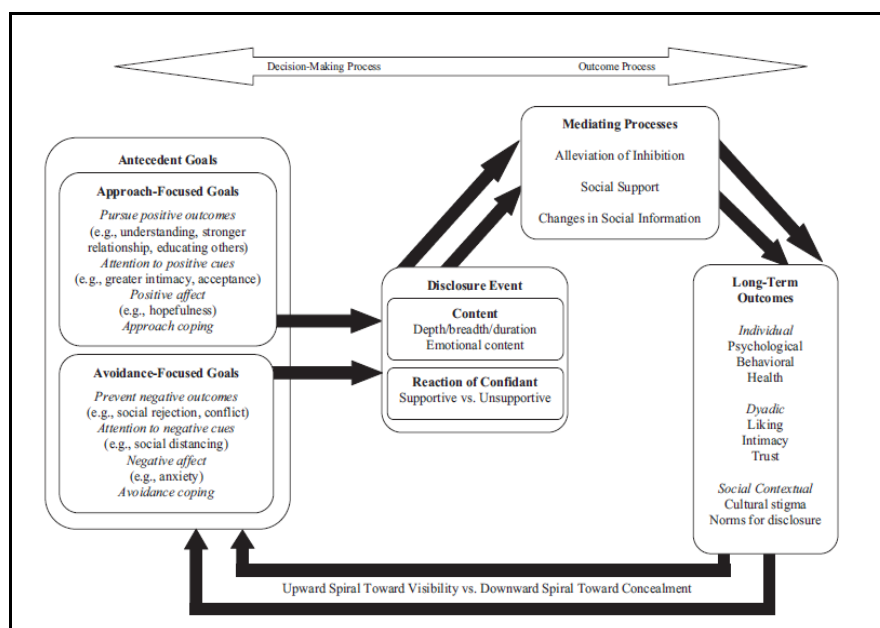 Decision-Making Process
Outcome Process
Antecedent Goals
Approach-Focused Goals
Pursue positive outcomes
(e.g., understanding, stronger
relationship, educating others)
Attention to positive cues
(e.g., greater intimacy, acceptance)
Positive affect
(e.g., hopefulness)
Approach coping
Avoidance-Focused Goals
Prevent negative outcomes
(e.g., social rejection, conflict)
Attention to negative cues
(e.g., social distancing)
Negative affect
(e.g., anxiety)
Avoidance coping
Disclosure Event
Content
Depth/breadth/duration
Emotional content
Reaction of Confidant
Supportive vs. Unsupportive
Mediating Processes
Alleviation of Inhibition
Social Support
Changes in Social Information
Long-Term
Outcomes
Individual
Psychological
Behavioral
Health
Dyadic
Liking
Intimacy
Trust
Social Contextual
Cultural stigma
Norms for disclosure
Upward Spiral Toward Visibility vs. Downward Spiral Toward Concealment